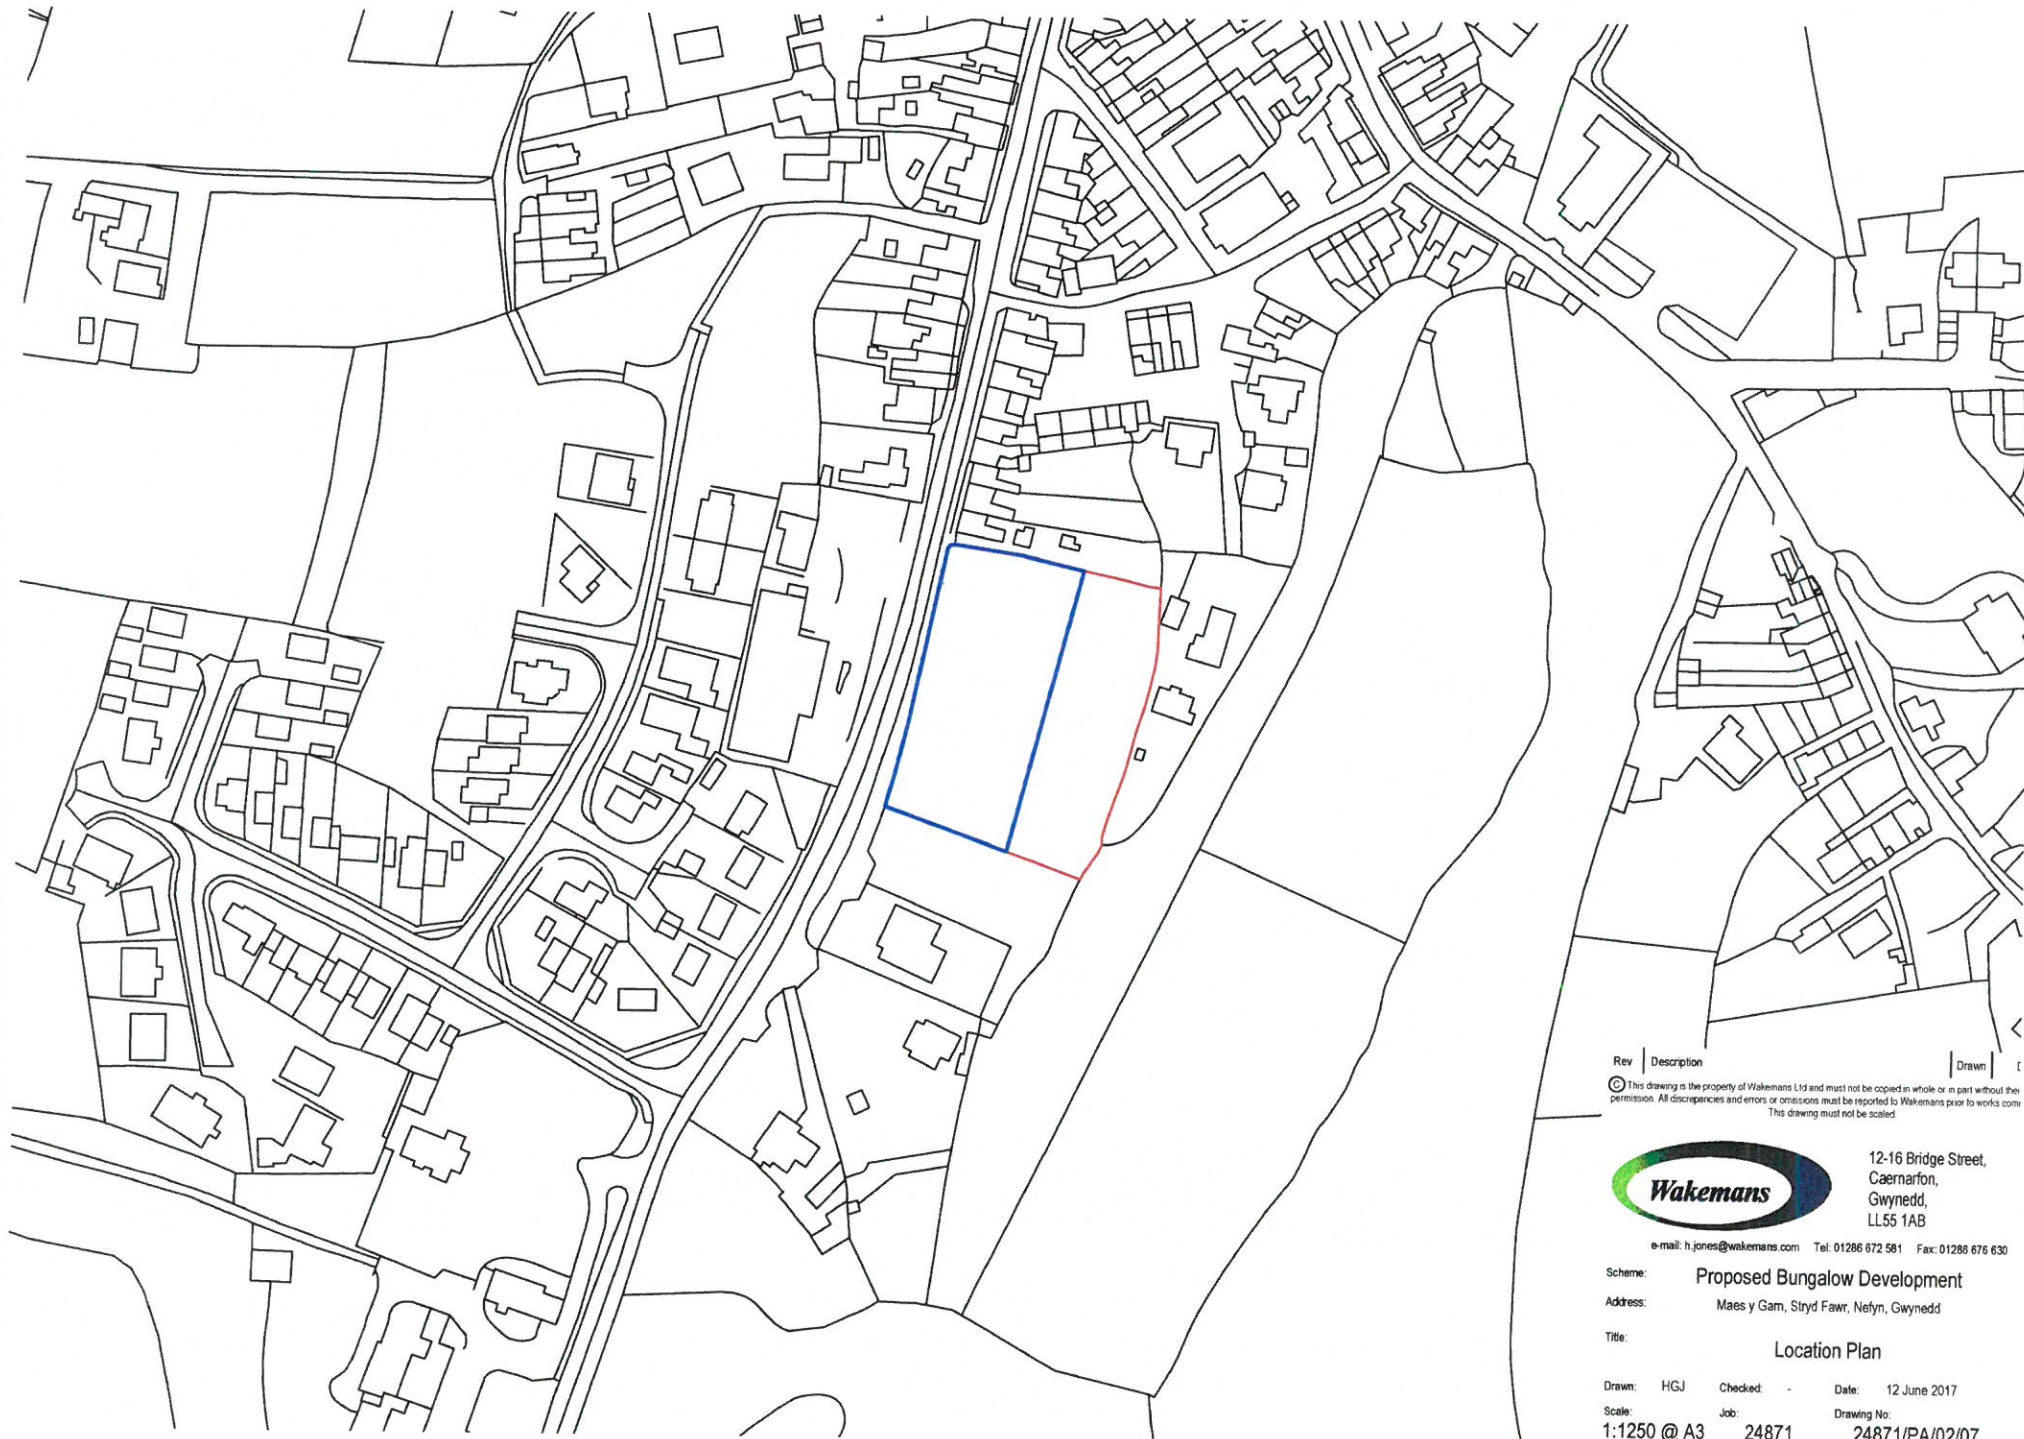 Rev Description Drawn
© This drawing is the property of Wakemans Ltd and must not be copied in whole or in part without
permission. All discrepancies and errors or omissions must be reported to Wakemans prior to works
This drawing must not be scaled.
Wakemans
12-16 Bridge Street,
Caernarfon,
Gwynedd,
LL55 1AB
e-mail: h.jones@wakemans.com Tel: 01286 672 581 Fax: 01286 676 630
Scheme: Proposed Bungalow Development
Address: Maes y Garn, Stryd Fawr, Nefyn, Gwynedd
Title: Location Plan
Drawn: HGJ Checked: - Date: 12 June 2017
Scale: Job: Drawing No:
1:1250 @ A3 24871 24871/PA/02/07